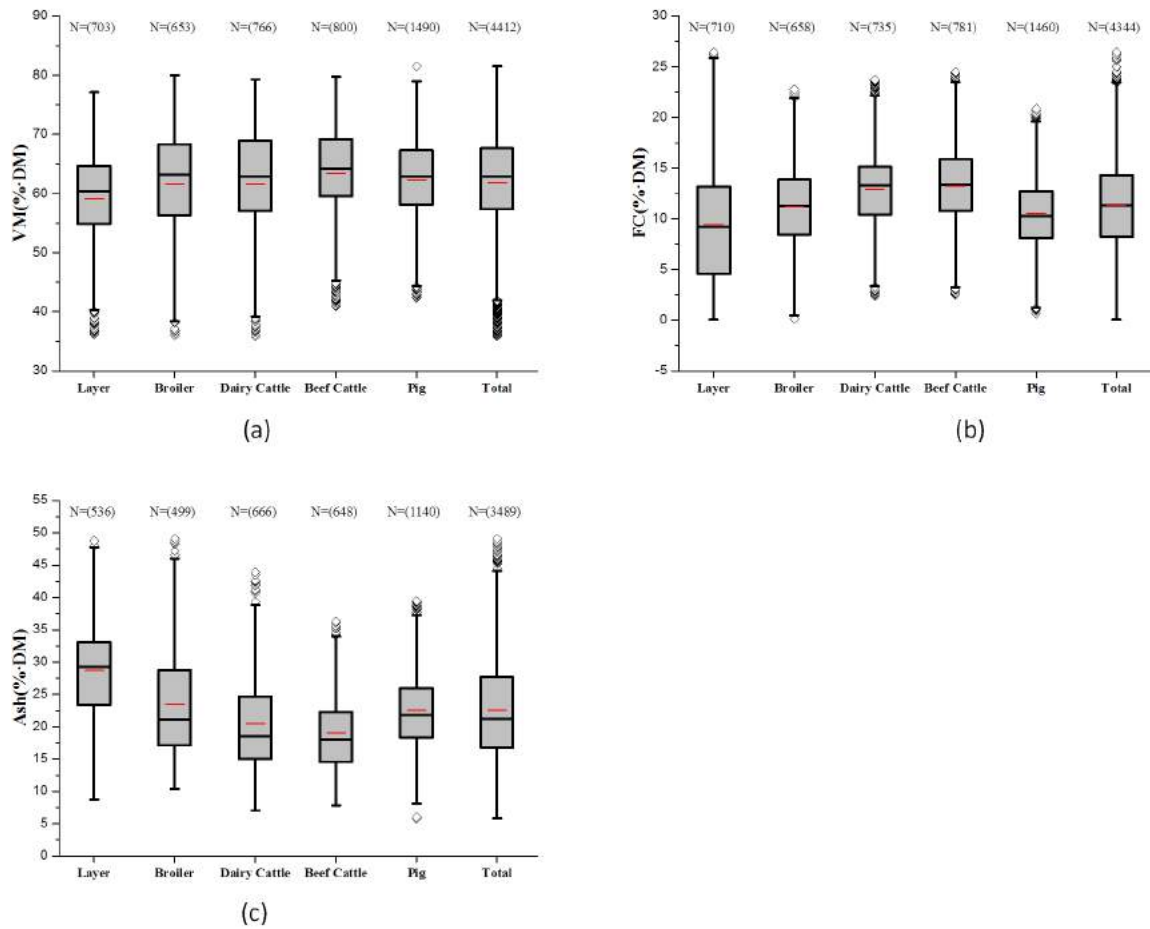 90
80
70
60
50
40
30
VM(%·DM)
N=(703) N=(653) N=(766) N=(800) N=(1490) N=(4412)
Layer Broiler Dairy Cattle Beef Cattle Pig Total
(a)
30
25
20
15
10
5
0
-5
FC(%·DM)
N=(710) N=(658) N=(735) N=(781) N=(1460) N=(4344)
Layer Broiler Dairy Cattle Beef Cattle Pig Total
(b)
55
50
45
40
35
30
25
20
15
10
5
0
Ash(%·DM)
N=(536) N=(499) N=(666) N=(648) N=(1140) N=(3489)
Layer Broiler Dairy Cattle Beef Cattle Pig Total
(c)